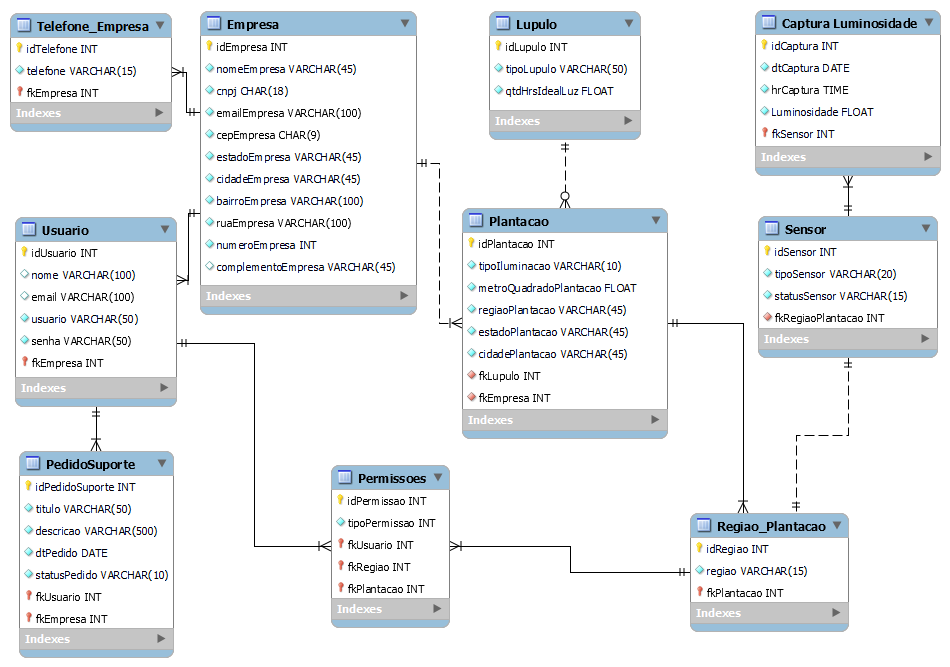 Telefone_Empresa
idTelefone INT
telefone VARCHAR(15)
fkEmpresa INT
Indexes
Empresa
idEmpresa INT
nomeEmpresa VARCHAR(45)
cnpj CHAR(18)
emailEmpresa VARCHAR(100)
cepEmpresa CHAR(9)
estadoEmpresa VARCHAR(45)
cidadeEmpresa VARCHAR(45)
bairroEmpresa VARCHAR(100)
ruaEmpresa VARCHAR(100)
numeroEmpresa INT
complementoEmpresa VARCHAR(45)
Indexes
Lupulo
idLupulo INT
tipoLupulo VARCHAR(50)
qtdHrsIdealLuz FLOAT
Indexes
Captura Luminosidade
idCaptura INT
dtCaptura DATE
hrCaptura TIME
Luminosidade FLOAT
fkSensor INT
Indexes
Usuario
idUsuario INT
nome VARCHAR(100)
email VARCHAR(100)
usuario VARCHAR(50)
senha VARCHAR(50)
fkEmpresa INT
Indexes
Plantacao
idPlantacao INT
tipoIluminacao VARCHAR(10)
metroQuadradoPlantacao FLOAT
regiaoPlantacao VARCHAR(45)
estadoPlantacao VARCHAR(45)
cidadePlantacao VARCHAR(45)
fkLupulo INT
fkEmpresa INT
Indexes
Sensor
idSensor INT
tipoSensor VARCHAR(20)
statusSensor VARCHAR(15)
fkRegiaoPlantacao INT
Indexes
PedidoSuporte
idPedidoSuporte INT
titulo VARCHAR(50)
descricao VARCHAR(500)
dtPedido DATE
statusPedido VARCHAR(10)
fkUsuario INT
fkEmpresa INT
Indexes
Permissoes
idPermissao INT
tipoPermissao INT
fkUsuario INT
fkRegiao INT
fkPlantacao INT
Indexes
Regiao_Plantacao
idRegiao INT
regiao VARCHAR(15)
fkPlantacao INT
Indexes